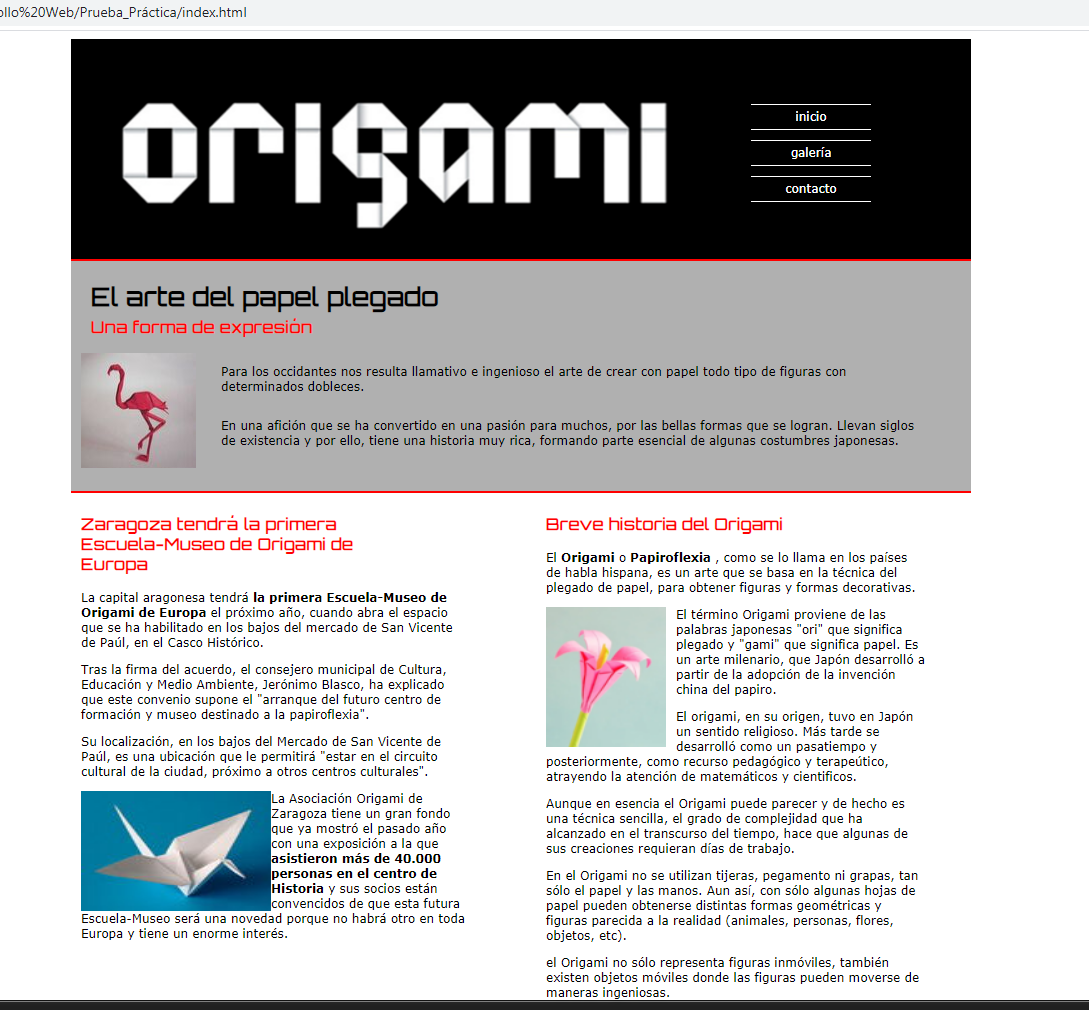 ollo%20Web/Prueba_Práctica/index.html
origami
inicio
galería
contacto
El arte del papel plegado
Una forma de expresión
Para los occidantes nos resulta llamativo e ingenioso el arte de crear con papel todo tipo de figuras con
determinados dobleces.
En una afición que se ha convertido en una pasión para muchos, por las bellas formas que se logran. Llevan siglos
de existencia y por ello, tiene una historia muy rica, formando parte esencial de algunas costumbres japonesas.
Zaragoza tendrá la primera
Escuela-Museo de Origami de
Europa
La capital aragonesa tendrá la primera Escuela-Museo de
Origami de Europa el próximo año, cuando abra el espacio
que se ha habilitado en los bajos del mercado de San Vicente
de Paúl, en el Casco Histórico.
Tras la firma del acuerdo, el consejero municipal de Cultura,
Educación y Medio Ambiente, Jerónimo Blasco, ha explicado
que este convenio supone el "arranque del futuro centro de
formación y museo destinado a la papiroflexia".
Su localización, en los bajos del Mercado de San Vicente de
Paúl, es una ubicación que le permitirá "estar en el circuito
cultural de la ciudad, próximo a otros centros culturales".
La Asociación Origami de
Zaragoza tiene un gran fondo
que ya mostró el pasado año
con una exposición a la que
asistieron más de 40.000
personas en el centro de
Historia y sus socios están
convencidos de que esta futura
Escuela-Museo será una novedad porque no habrá otro en toda
Europa y tiene un enorme interés.
Breve historia del Origami
El Origami o Papiroflexia , como se lo llama en los países
de habla hispana, es un arte que se basa en la técnica del
plegado de papel, para obtener figuras y formas decorativas.
El término Origami proviene de las
palabras japonesas "ori" que significa
plegado y "gami" que significa papel. Es
un arte milenario, que Japón desarrolló a
partir de la adopción de la invención
china del papiro.
El origami, en su origen, tuvo en Japón
un sentido religioso. Más tarde se
desarrolló como un pasatiempo y
posteriormente, como recurso pedagógico y terapeútico,
atrayendo la atención de matemáticos y cientificos.
Aunque en esencia el Origami puede parecer y de hecho es
una técnica sencilla, el grado de complejidad que ha
alcanzado en el transcurso del tiempo, hace que algunas de
sus creaciones requieran días de trabajo.
En el Origami no se utilizan tijeras, pegamento ni grapas, tan
sólo el papel y las manos. Aun así, con sólo algunas hojas de
papel pueden obtenerse distintas formas geométricas y
figuras parecida a la realidad (animales, personas, flores,
objetos, etc).
el Origami no sólo representa figuras inmóviles, también
existen objetos móviles donde las figuras pueden moverse de
maneras ingeniosas.